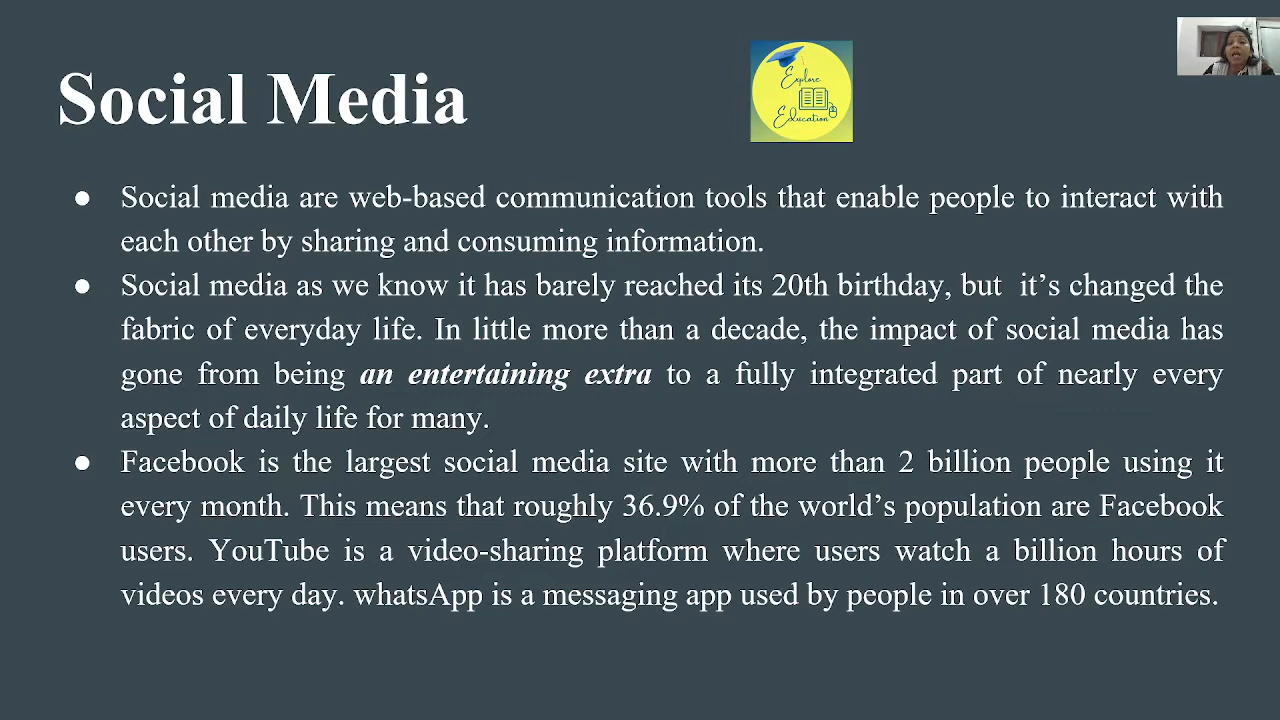 Social Media
Explore
Education
● Social media are web-based communication tools that enable people to interact with
each other by sharing and consuming information.
● Social media as we know it has barely reached its 20th birthday, but it’s changed the
fabric of everyday life. In little more than a decade, the impact of social media has
gone from being an entertaining extra to a fully integrated part of nearly every
aspect of daily life for many.
● Facebook is the largest social media site with more than 2 billion people using it
every month. This means that roughly 36.9% of the world’s population are Facebook
users. YouTube is a video-sharing platform where users watch a billion hours of
videos every day. whatsApp is a messaging app used by people in over 180 countries.